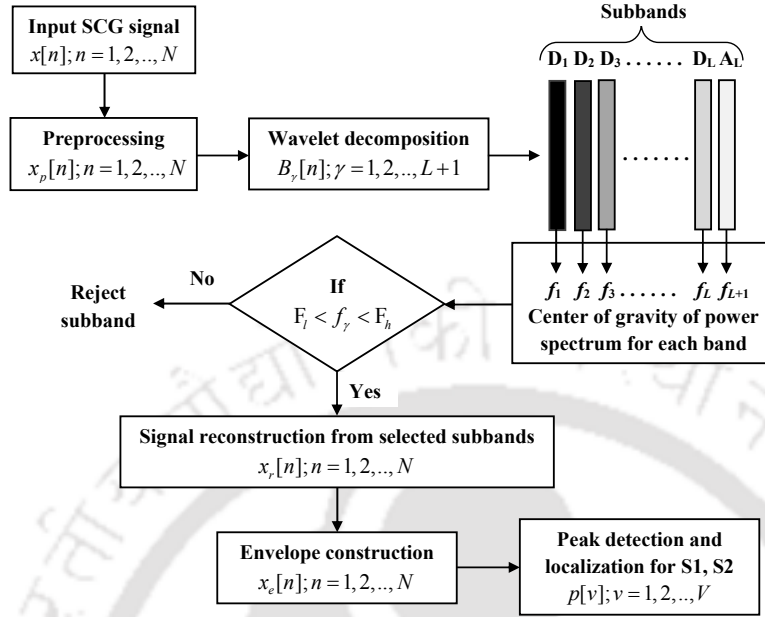 Input SCG signal
x[n]; n = 1, 2, .., N
Subbands
D₁ D₂ D₃ . . . . . . D_L A_L
Preprocessing
x_p[n]; n = 1, 2, .., N
Wavelet decomposition
B_γ[n]; γ = 1, 2, .., L + 1
. . . . . . .
f₁ f₂ f₃ . . . . . . f_L f_{L+1}
Center of gravity of power
spectrum for each band
If
F_l < f_γ < F_h
No
Reject
subband
Yes
Signal reconstruction from selected subbands
x_r[n]; n = 1, 2, .., N
Envelope construction
x_e[n]; n = 1, 2, .., N
Peak detection and
localization for S1, S2
p[v]; v = 1, 2, .., V